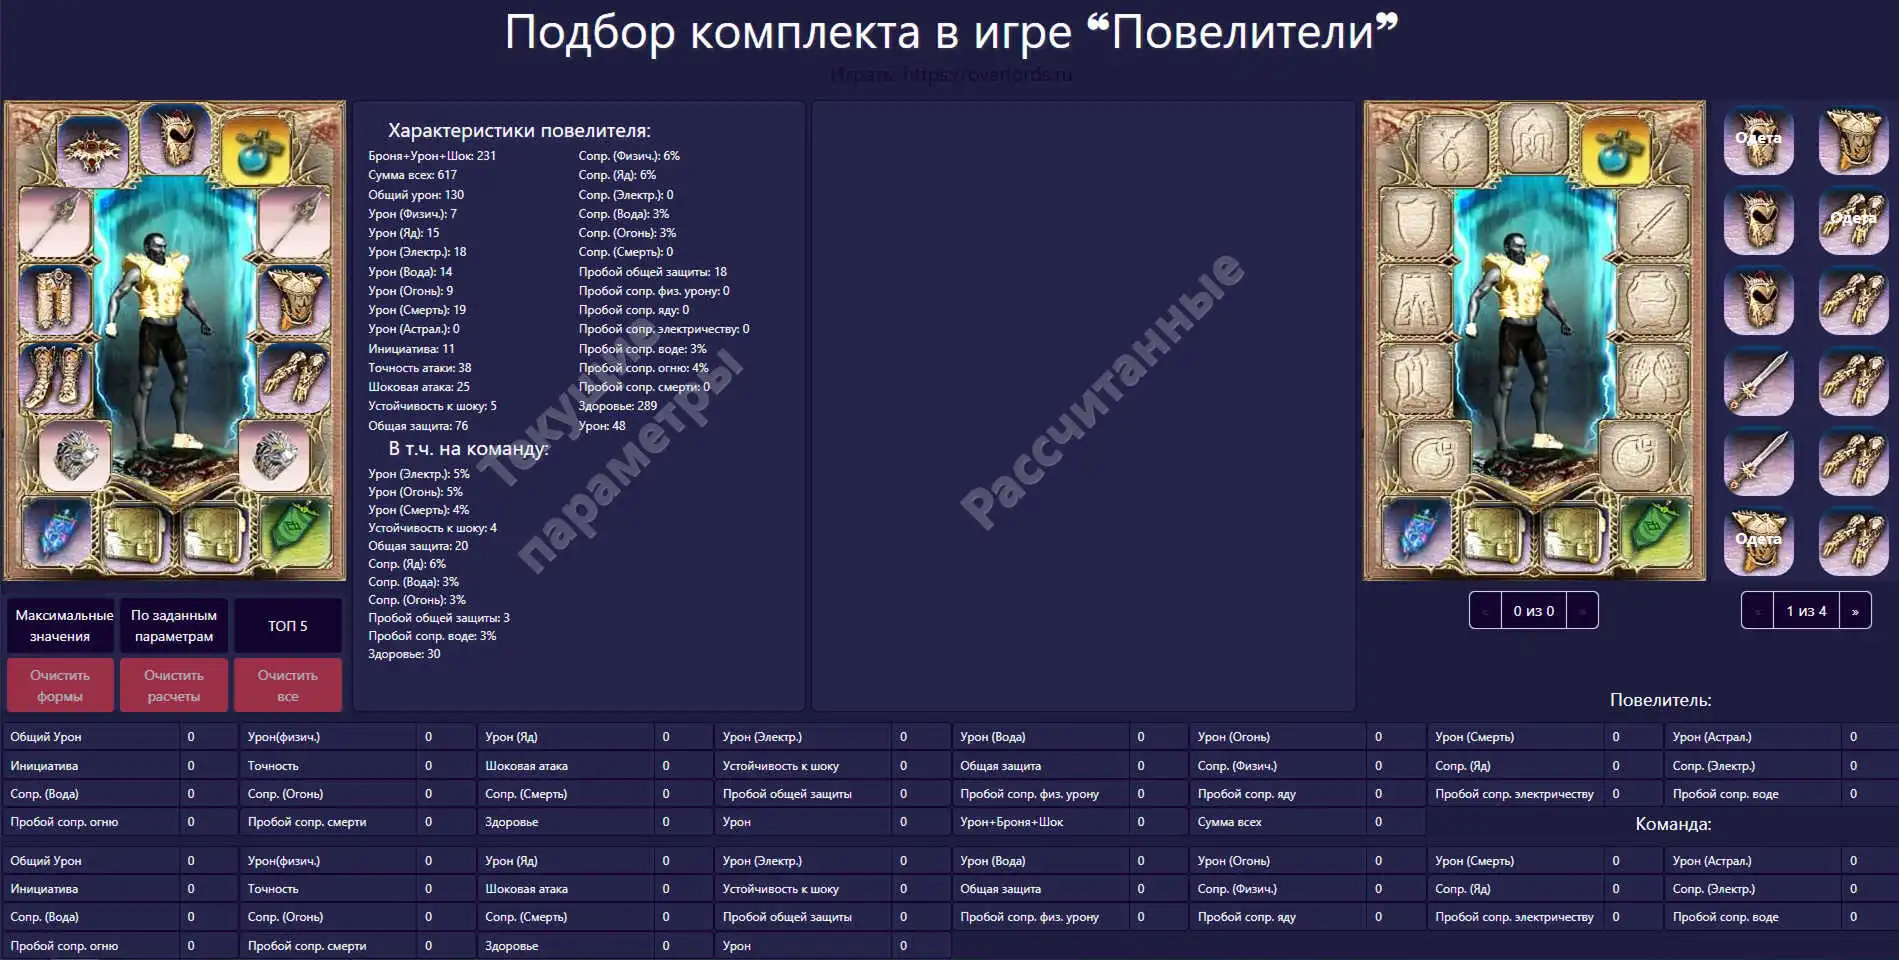 Подбор комплекта в игре “Повелители”
Играть: https://overlords.ru
Характеристики повелителя:
Броня+Урон+Шок: 231
Сумма всех: 617
Общий урон: 130
Урон (Физич.): 7
Урон (Яд): 15
Урон (Электр.): 18
Урон (Вода): 14
Урон (Огонь): 9
Урон (Смерть): 19
Урон (Астрал.): 0
Инициатива: 11
Точность атаки: 38
Шоковая атака: 25
Устойчивость к шоку: 5
Общая защита: 76
Сопр. (Физич.): 6%
Сопр. (Яд): 6%
Сопр. (Электр.): 0
Сопр. (Вода): 3%
Сопр. (Огонь): 3%
Сопр. (Смерть): 0
Пробой общей защиты: 18
Пробой сопр. физ. урону: 0
Пробой сопр. яду: 0
Пробой сопр. электричеству: 0
Пробой сопр. воде: 3%
Пробой сопр. огню: 4%
Пробой сопр. смерти: 0
Здоровье: 289
Урон: 48
В т.ч. на команду:
Урон (Электр.): 5%
Урон (Огонь): 5%
Урон (Смерть): 4%
Устойчивость к шоку: 4
Общая защита: 20
Сопр. (Яд): 6%
Сопр. (Вода): 3%
Сопр. (Огонь): 3%
Пробой общей защиты: 3
Пробой сопр. воде: 3%
Здоровье: 30
Текущие
параметры
Рассчитанные
Одета
Одета
Одета
« 0 из 0 »
« 1 из 4 »
Максимальные
значения
По заданным
параметрам
ТОП 5
Очистить
формы
Очистить
расчеты
Очистить
все
Повелитель:
Общий Урон 0 Урон(физич.) 0 Урон (Яд) 0 Урон (Электр.) 0 Урон (Вода) 0 Урон (Огонь) 0 Урон (Смерть) 0 Урон (Астрал.) 0
Инициатива 0 Точность 0 Шоковая атака 0 Устойчивость к шоку 0 Общая защита 0 Сопр. (Физич.) 0 Сопр. (Яд) 0 Сопр. (Электр.) 0
Сопр. (Вода) 0 Сопр. (Огонь) 0 Сопр. (Смерть) 0 Пробой общей защиты 0 Пробой сопр. физ. урону 0 Пробой сопр. яду 0 Пробой сопр. электричеству 0 Пробой сопр. воде 0
Пробой сопр. огню 0 Пробой сопр. смерти 0 Здоровье 0 Урон 0 Урон+Броня+Шок 0 Сумма всех 0
Команда:
Общий Урон 0 Урон(физич.) 0 Урон (Яд) 0 Урон (Электр.) 0 Урон (Вода) 0 Урон (Огонь) 0 Урон (Смерть) 0 Урон (Астрал.) 0
Инициатива 0 Точность 0 Шоковая атака 0 Устойчивость к шоку 0 Общая защита 0 Сопр. (Физич.) 0 Сопр. (Яд) 0 Сопр. (Электр.) 0
Сопр. (Вода) 0 Сопр. (Огонь) 0 Сопр. (Смерть) 0 Пробой общей защиты 0 Пробой сопр. физ. урону 0 Пробой сопр. яду 0 Пробой сопр. электричеству 0 Пробой сопр. воде 0
Пробой сопр. огню 0 Пробой сопр. смерти 0 Здоровье 0 Урон 0